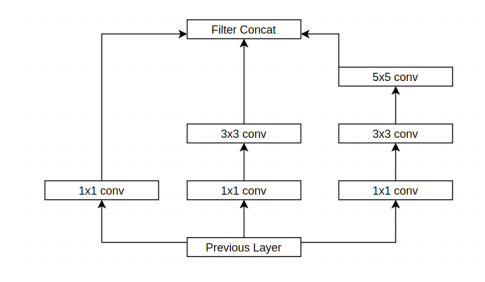 Filter Concat
5x5 conv
3x3 conv
3x3 conv
1x1 conv
1x1 conv
1x1 conv
Previous Layer